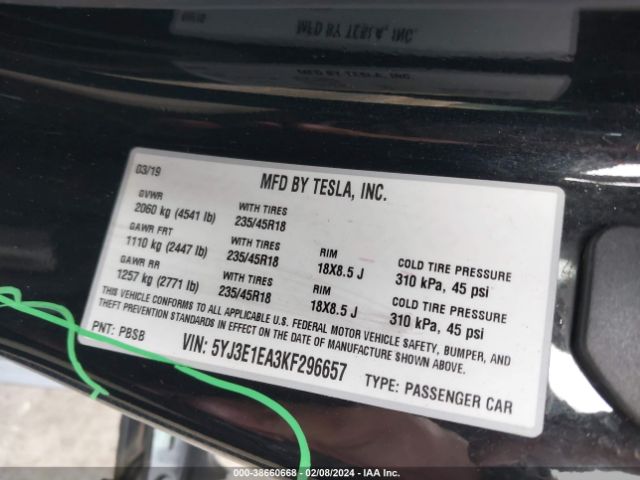 03/19
MFD BY TESLA, INC.
GVWR
2060 kg (4541 lb)
WITH TIRES
235/45R18
GAWR FRT
1110 kg (2447 lb)
WITH TIRES
235/45R18
RIM
18X8.5 J
COLD TIRE PRESSURE
310 kPa, 45 psi
GAWR RR
1257 kg (2771 lb)
WITH TIRES
235/45R18
RIM
18X8.5 J
COLD TIRE PRESSURE
310 kPa, 45 psi
THIS VEHICLE CONFORMS TO ALL APPLICABLE U.S. FEDERAL MOTOR VEHICLE SAFETY, BUMPER, AND
THEFT PREVENTION STANDARDS IN EFFECT ON THE DATE OF MANUFACTURE SHOWN ABOVE.
PNT: PBSB
VIN: 5YJ3E1EA3KF296657
TYPE: PASSENGER CAR
000-38660668 - 02/08/2024 - IAA Inc.